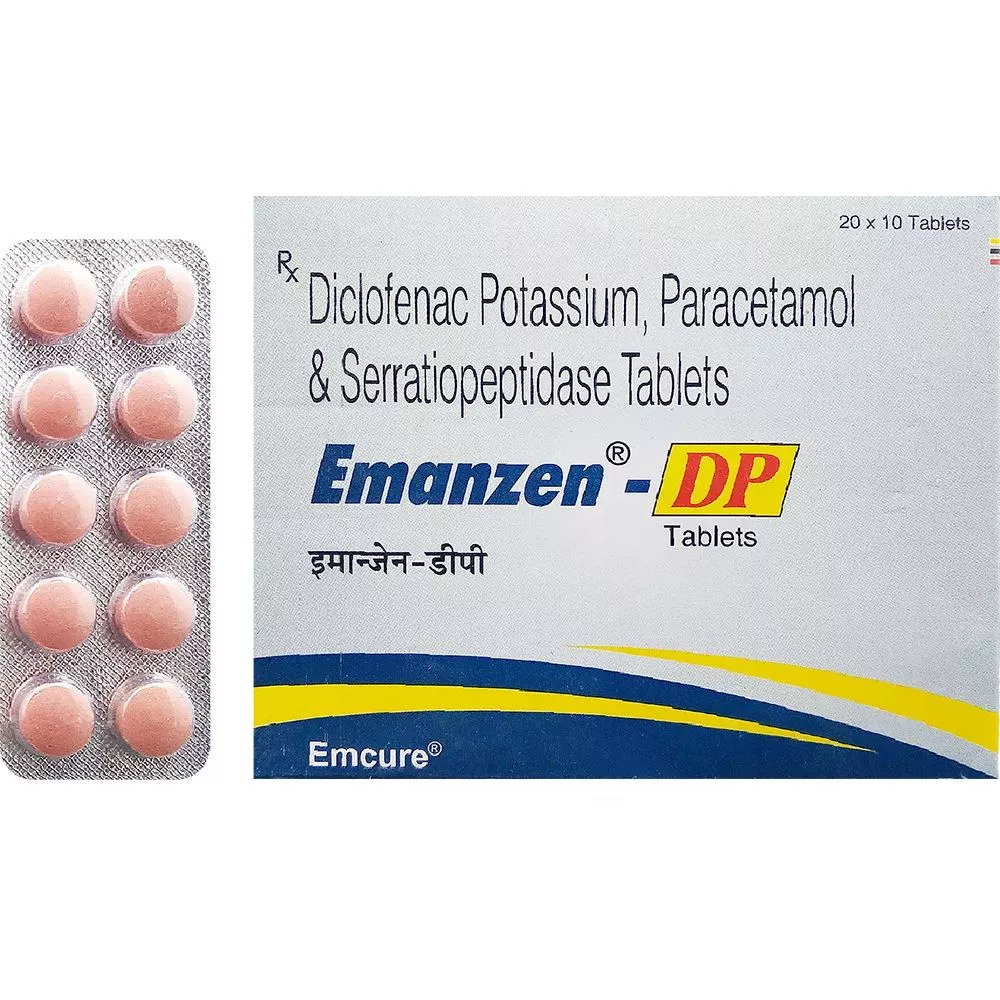 20 x 10 Tablets
Rx Diclofenac Potassium, Paracetamol
& Serratiopeptidase Tablets
Emanzen®-DP
Tablets
इमान्जेन-डीपी
Emcure®